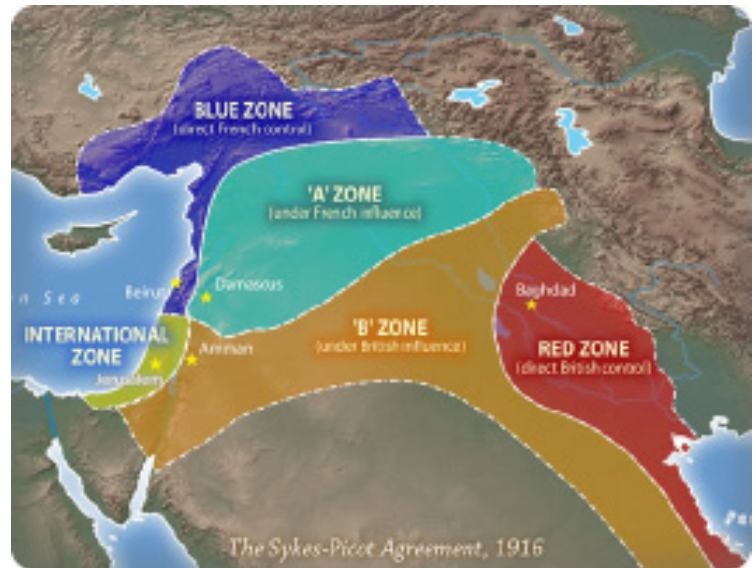 BLUE ZONE
(direct French control)
'A' ZONE
(under French influence)
Beirut
Damascus
Baghdad
INTERNATIONAL
ZONE
'B' ZONE
(under British influence)
Amman
Jerusalem
RED ZONE
(direct British control)
an Sea
The Sykes-Picot Agreement, 1916